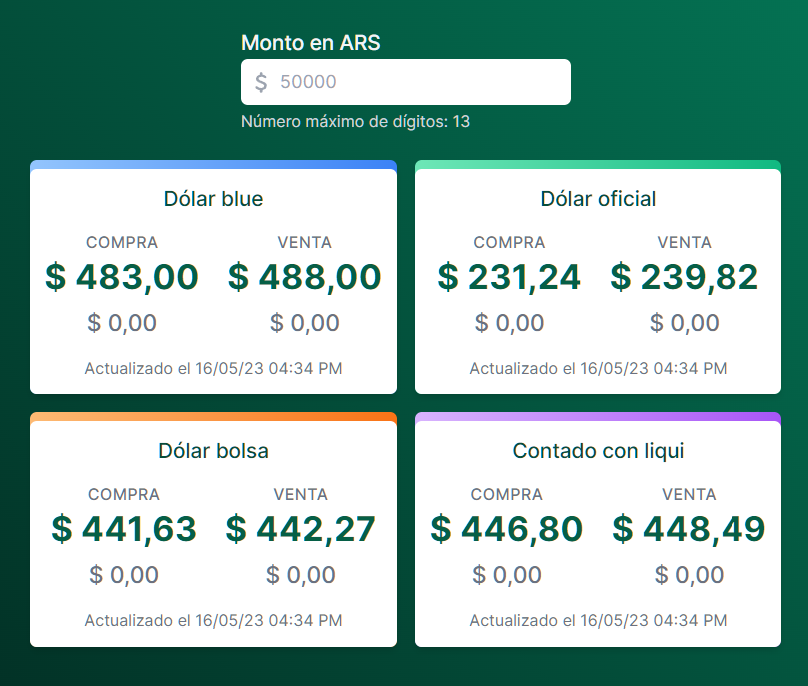 Monto en ARS
$ 50000
Número máximo de dígitos: 13
Dólar blue
COMPRA VENTA
$ 483,00 $ 488,00
$ 0,00 $ 0,00
Actualizado el 16/05/23 04:34 PM
Dólar oficial
COMPRA VENTA
$ 231,24 $ 239,82
$ 0,00 $ 0,00
Actualizado el 16/05/23 04:34 PM
Dólar bolsa
COMPRA VENTA
$ 441,63 $ 442,27
$ 0,00 $ 0,00
Actualizado el 16/05/23 04:34 PM
Contado con liqui
COMPRA VENTA
$ 446,80 $ 448,49
$ 0,00 $ 0,00
Actualizado el 16/05/23 04:34 PM